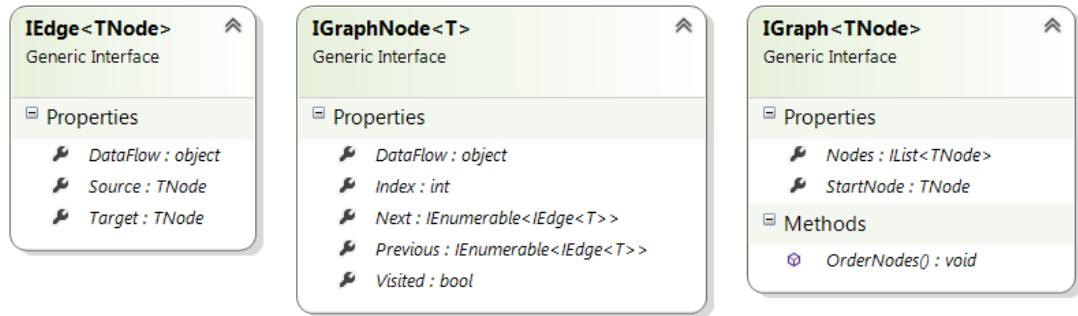 IEdge<TNode>
Generic Interface
Properties
DataFlow : object
Source : TNode
Target : TNode
IGraphNode<T>
Generic Interface
Properties
DataFlow : object
Index : int
Next : IEnumerable<IEdge<T>>
Previous : IEnumerable<IEdge<T>>
Visited : bool
IGraph<TNode>
Generic Interface
Properties
Nodes : IList<TNode>
StartNode : TNode
Methods
OrderNodes() : void